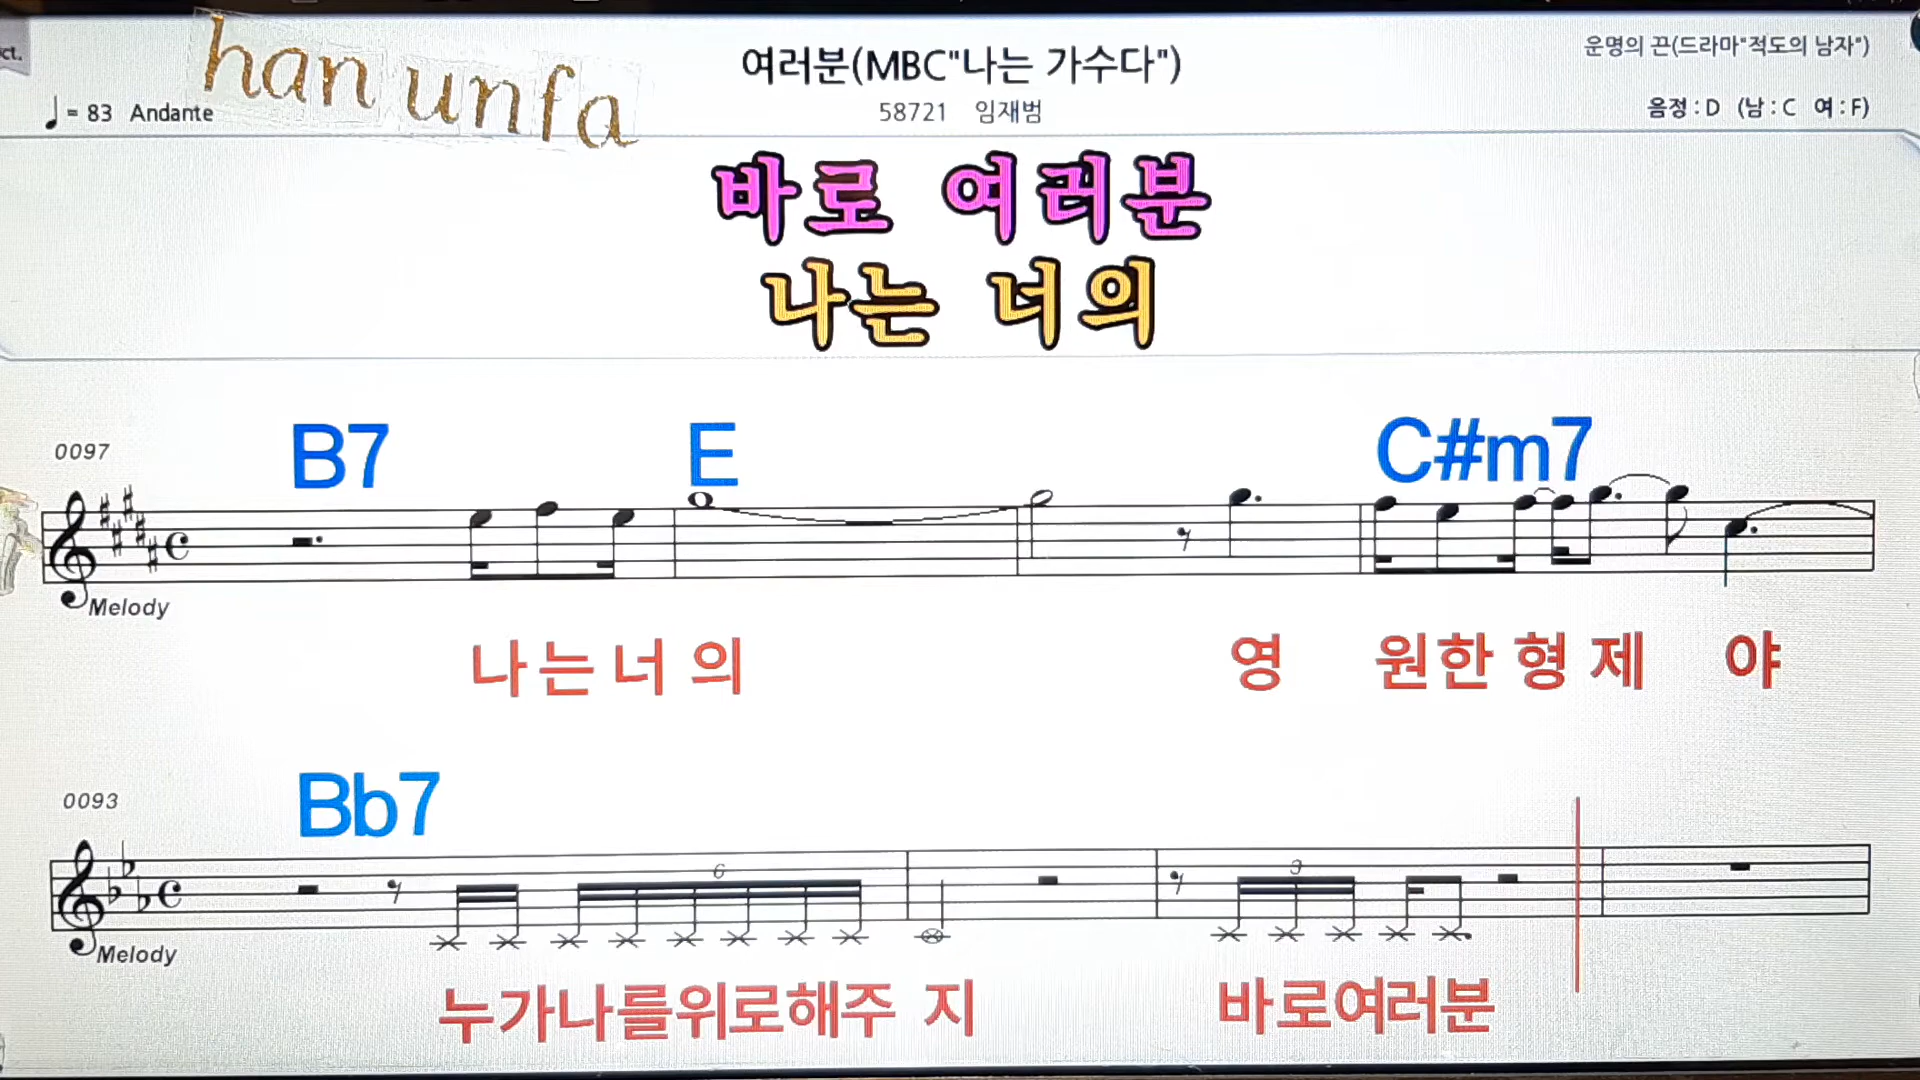 ct.
han unfa
여러분(MBC"나는 가수다")
운명의 끈(드라마"적도의 남자")
= 83 Andante
58721 임재범
음정 : D (남 : C 여 : F)
바로 여러분
나는 너의
0097
B7 E C#m7
Melody
나는너의 영 원한형제 야
0093
Bb7
6 3
Melody
누가나를위로해주 지 바로여러분